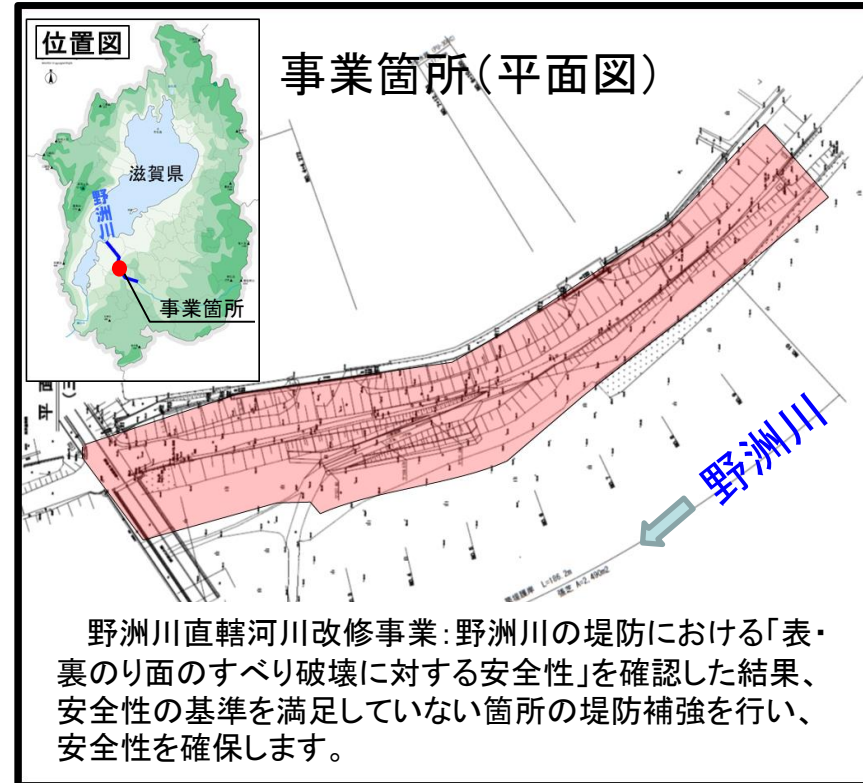 位置図
事業箇所(平面図)
滋賀県
野洲川
事業箇所
野洲川
L=186.2m
A=2,490m2
野洲川直轄河川改修事業:野洲川の堤防における「表・
裏のり面のすべり破壊に対する安全性」を確認した結果、
安全性の基準を満足していない箇所の堤防補強を行い、
安全性を確保します。